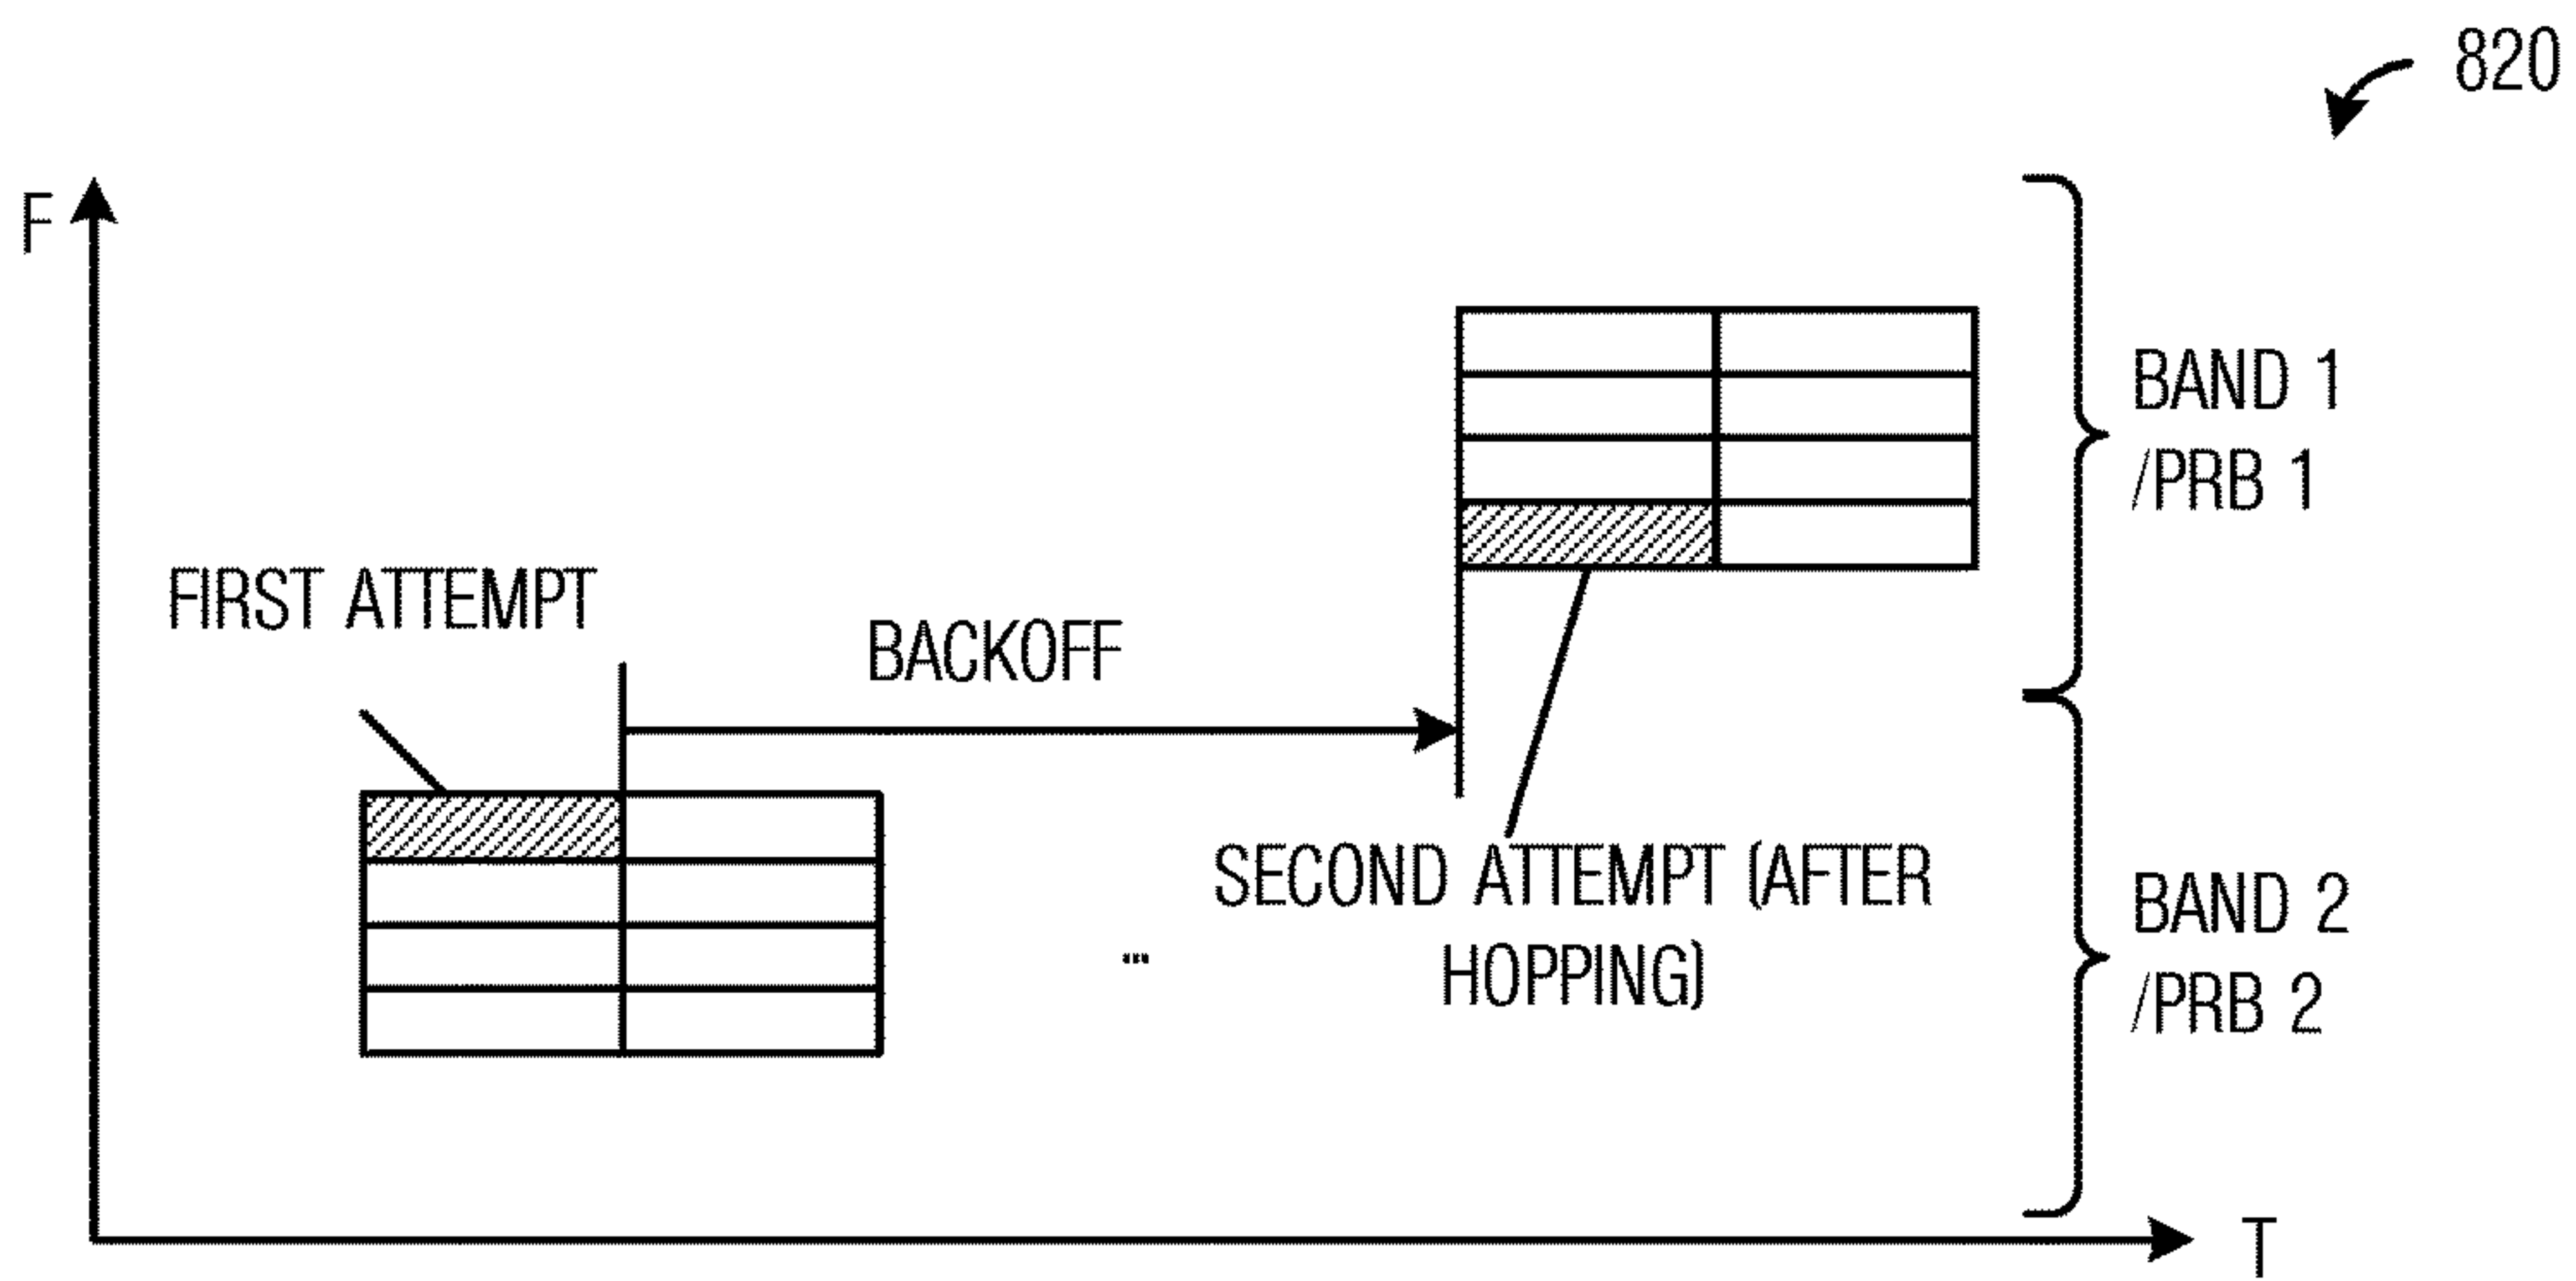 820
F
BAND 1
/PRB 1
FIRST ATTEMPT
BACKOFF
SECOND ATTEMPT (AFTER
HOPPING)
...
BAND 2
/PRB 2
T